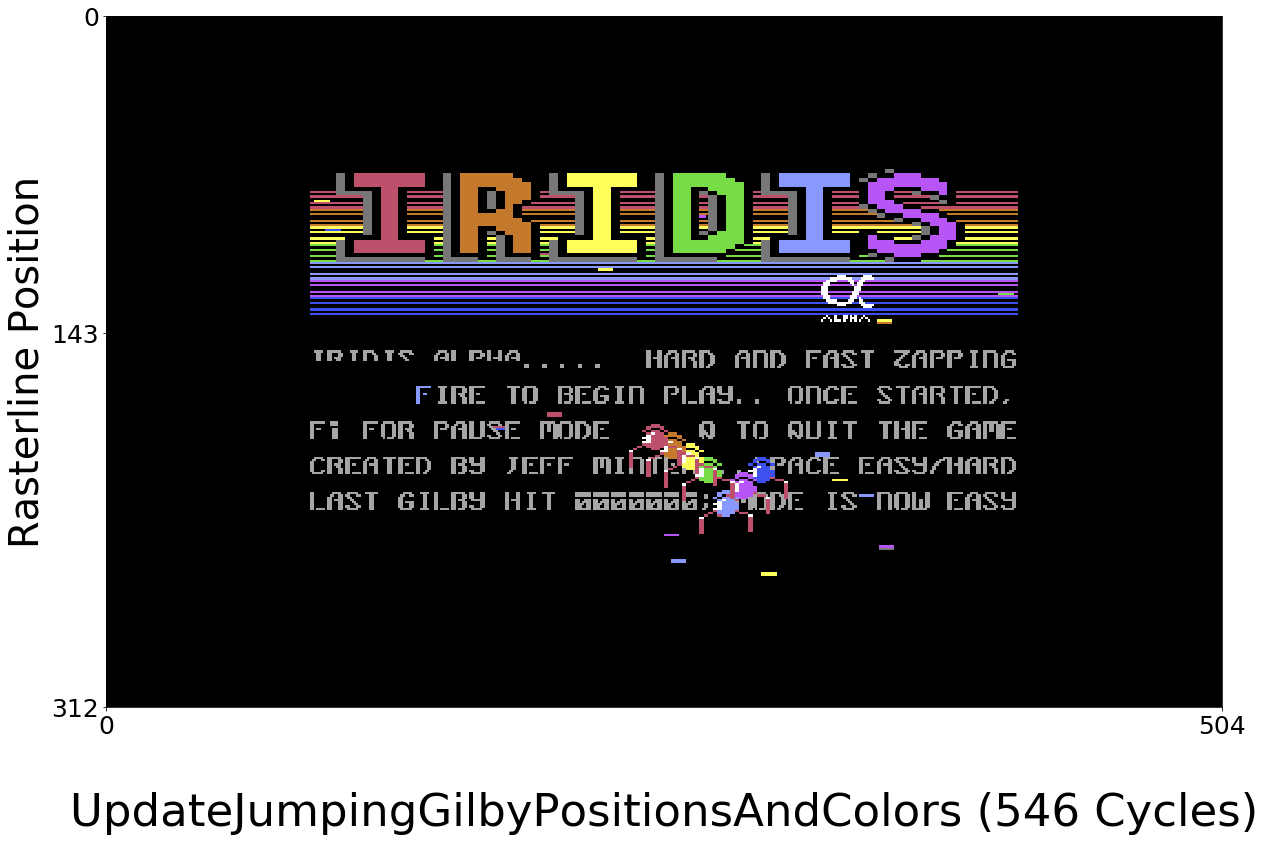 0
IRIDIS
ALPHA
143
IRIDIS ALPHA..... HARD AND FAST ZAPPING
FIRE TO BEGIN PLAY.. ONCE STARTED,
F1 FOR PAUSE MODE Q TO QUIT THE GAME
CREATED BY JEFF PACE EASY/HARD
LAST GILBY HIT 0000000; IS NOW EASY
312
0
504
Rasterline Position
UpdateJumpingGilbyPositionsAndColors (546 Cycles)